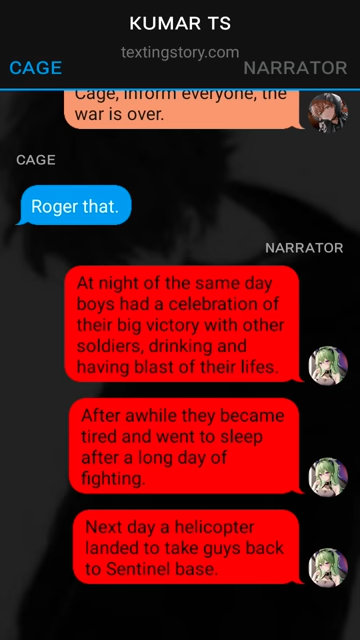 KUMAR TS
textingstory.com
CAGE
NARRATOR
Cage, inform everyone, the
war is over.
CAGE
Roger that.
NARRATOR
At night of the same day
boys had a celebration of
their big victory with other
soldiers, drinking and
having blast of their lifes.
After awhile they became
tired and went to sleep
after a long day of
fighting.
Next day a helicopter
landed to take guys back
to Sentinel base.